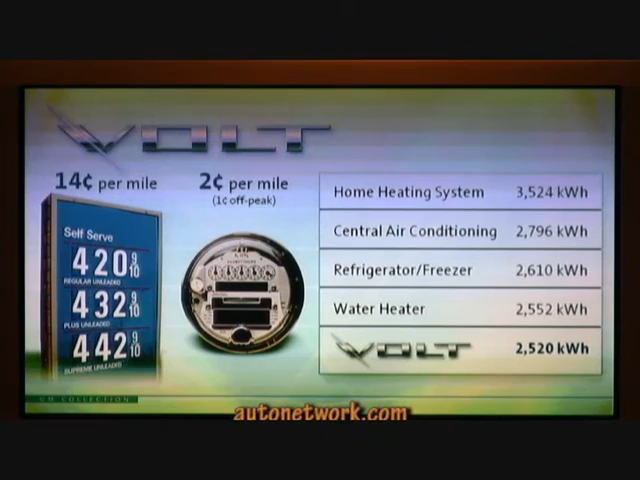 VOLT
14¢ per mile
2¢ per mile
(1¢ off-peak)
Self Serve
420 9/10
REGULAR UNLEADED
432 9/10
PLUS UNLEADED
442 9/10
SUPREME UNLEADED
Home Heating System 3,524 kWh
Central Air Conditioning 2,796 kWh
Refrigerator/Freezer 2,610 kWh
Water Heater 2,552 kWh
VOLT 2,520 kWh
GM COLLECTION
autonetwork.com